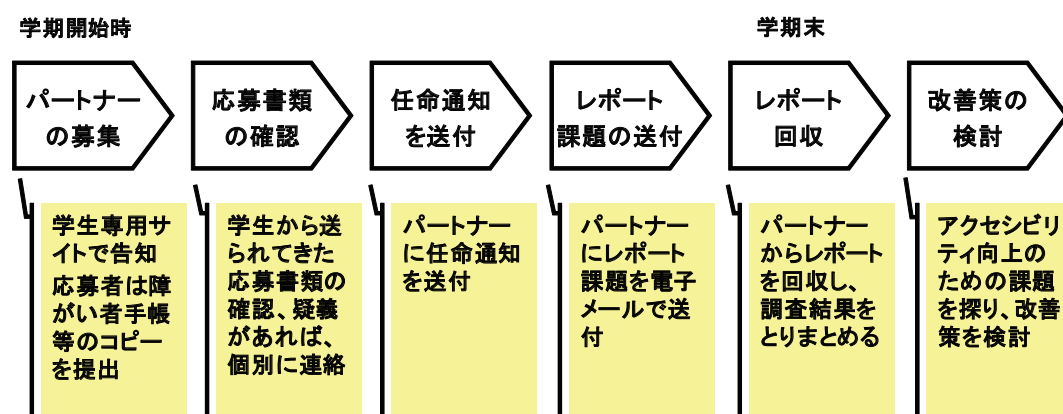 学期開始時
学期末
パートナー
の募集
応募書類
の確認
任命通知
を送付
レポート
課題の送付
レポート
回収
改善策の
検討
学生専用サ
イトで告知
応募者は障
がい者手帳
等のコピー
を提出
学生から送
られてきた
応募書類の
確認、疑義
があれば、
個別に連絡
パートナー
に任命通知
を送付
パートナー
にレポート
課題を電子
メールで送
付
パートナー
からレポート
を回収し、
調査結果を
とりまとめる
アクセシビリ
ティ向上の
ための課題
を探り、改善
策を検討